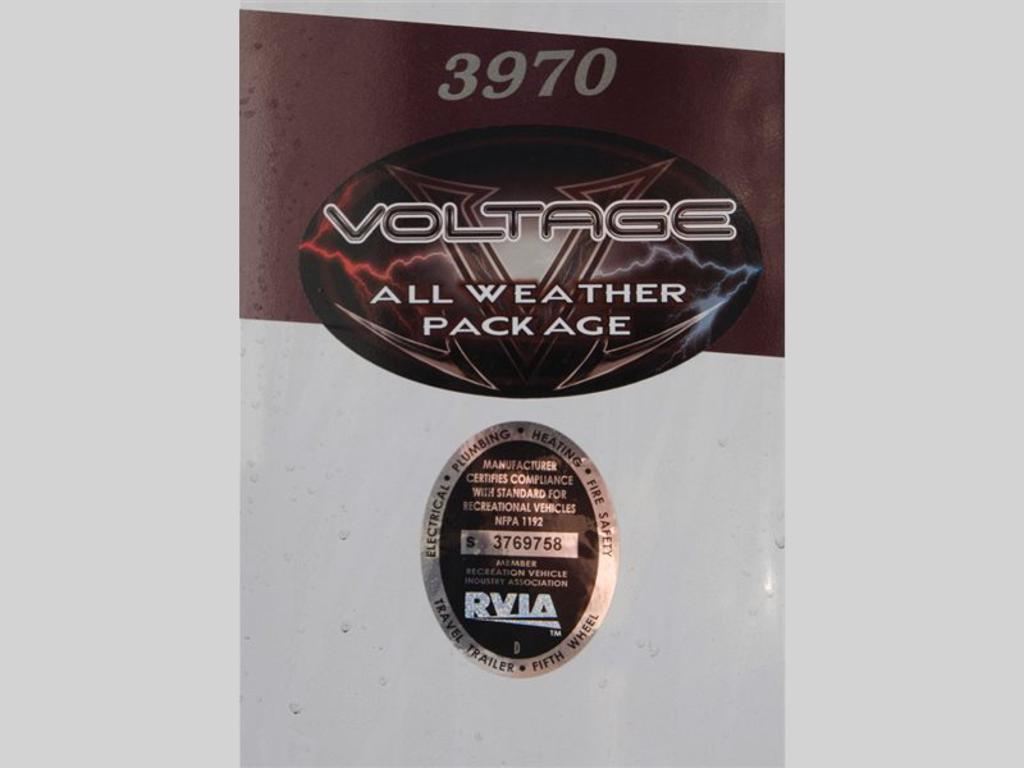 3970
VOLTAGE
ALL WEATHER
PACKAGE
ELECTRICAL • PLUMBING • HEATING • FIRE SAFETY
MANUFACTURER
CERTIFIES COMPLIANCE
WITH STANDARD FOR
RECREATIONAL VEHICLES
NFPA 1192
S 3769758
MEMBER
RECREATION VEHICLE
INDUSTRY ASSOCIATION
RVIA
TM
D
TRAVEL TRAILER • FIFTH WHEEL